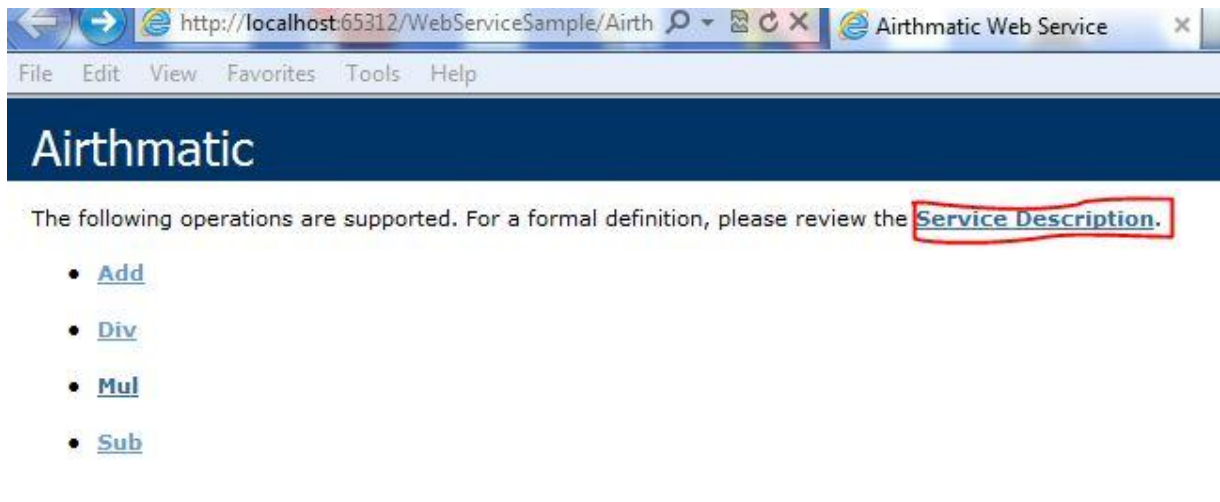 http://localhost:65312/WebServiceSample/Airth
Airthmatic Web Service
File Edit View Favorites Tools Help
Airthmatic
The following operations are supported. For a formal definition, please review the Service Description.
Add
Div
Mul
Sub